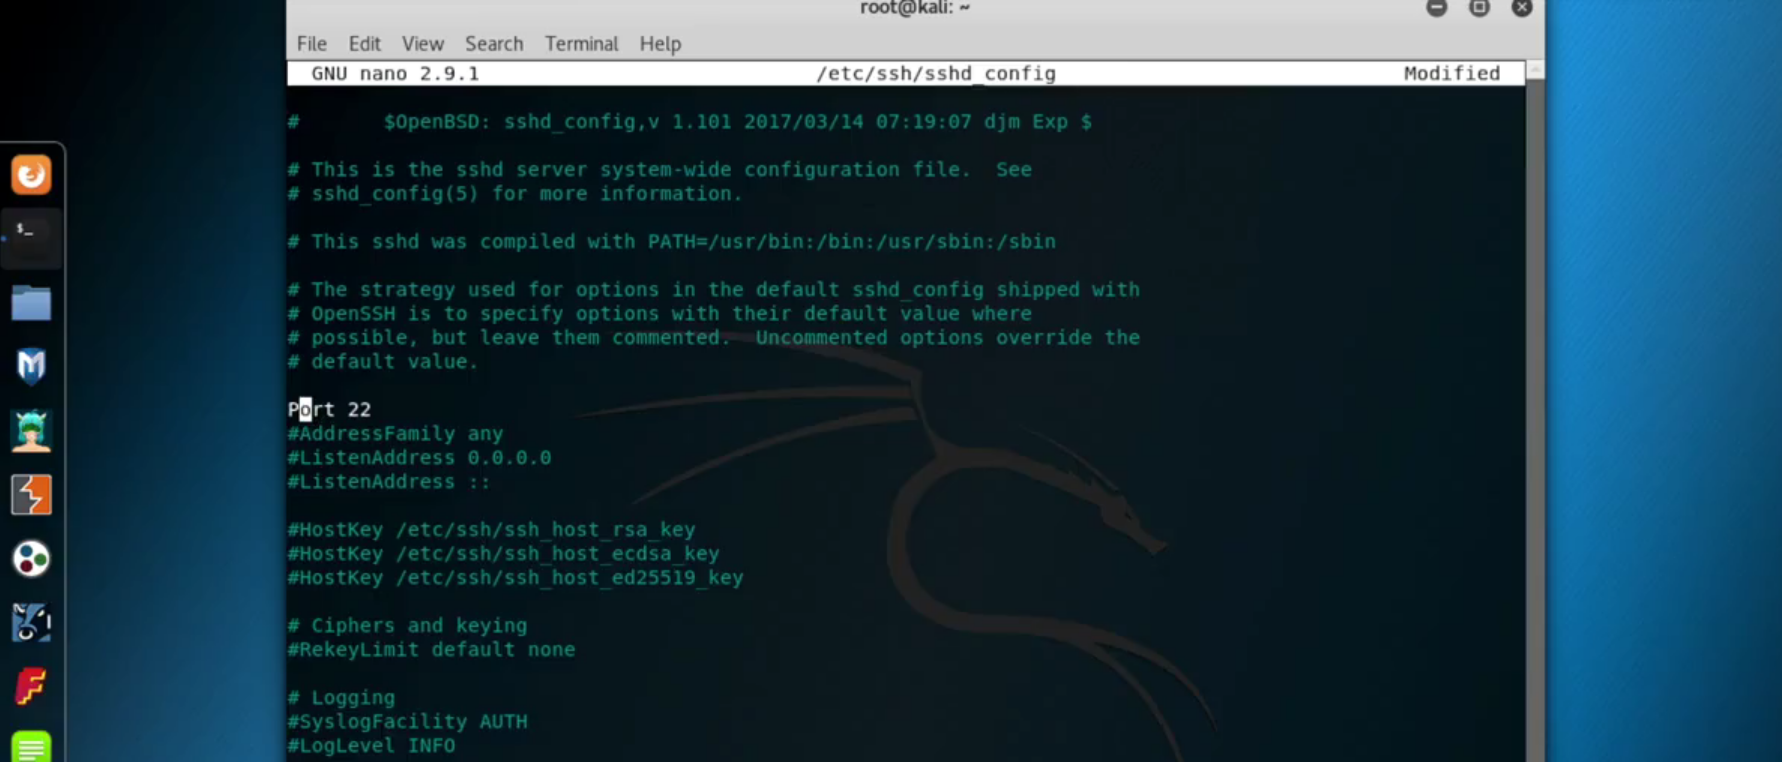 root@kali: ~
File Edit View Search Terminal Help
GNU nano 2.9.1 /etc/ssh/sshd_config Modified
# $OpenBSD: sshd_config,v 1.101 2017/03/14 07:19:07 djm Exp $
# This is the sshd server system-wide configuration file. See
# sshd_config(5) for more information.
# This sshd was compiled with PATH=/usr/bin:/bin:/usr/sbin:/sbin
# The strategy used for options in the default sshd_config shipped with
# OpenSSH is to specify options with their default value where
# possible, but leave them commented. Uncommented options override the
# default value.
Port 22
#AddressFamily any
#ListenAddress 0.0.0.0
#ListenAddress ::
#HostKey /etc/ssh/ssh_host_rsa_key
#HostKey /etc/ssh/ssh_host_ecdsa_key
#HostKey /etc/ssh/ssh_host_ed25519_key
# Ciphers and keying
#RekeyLimit default none
# Logging
#SyslogFacility AUTH
#LogLevel INFO